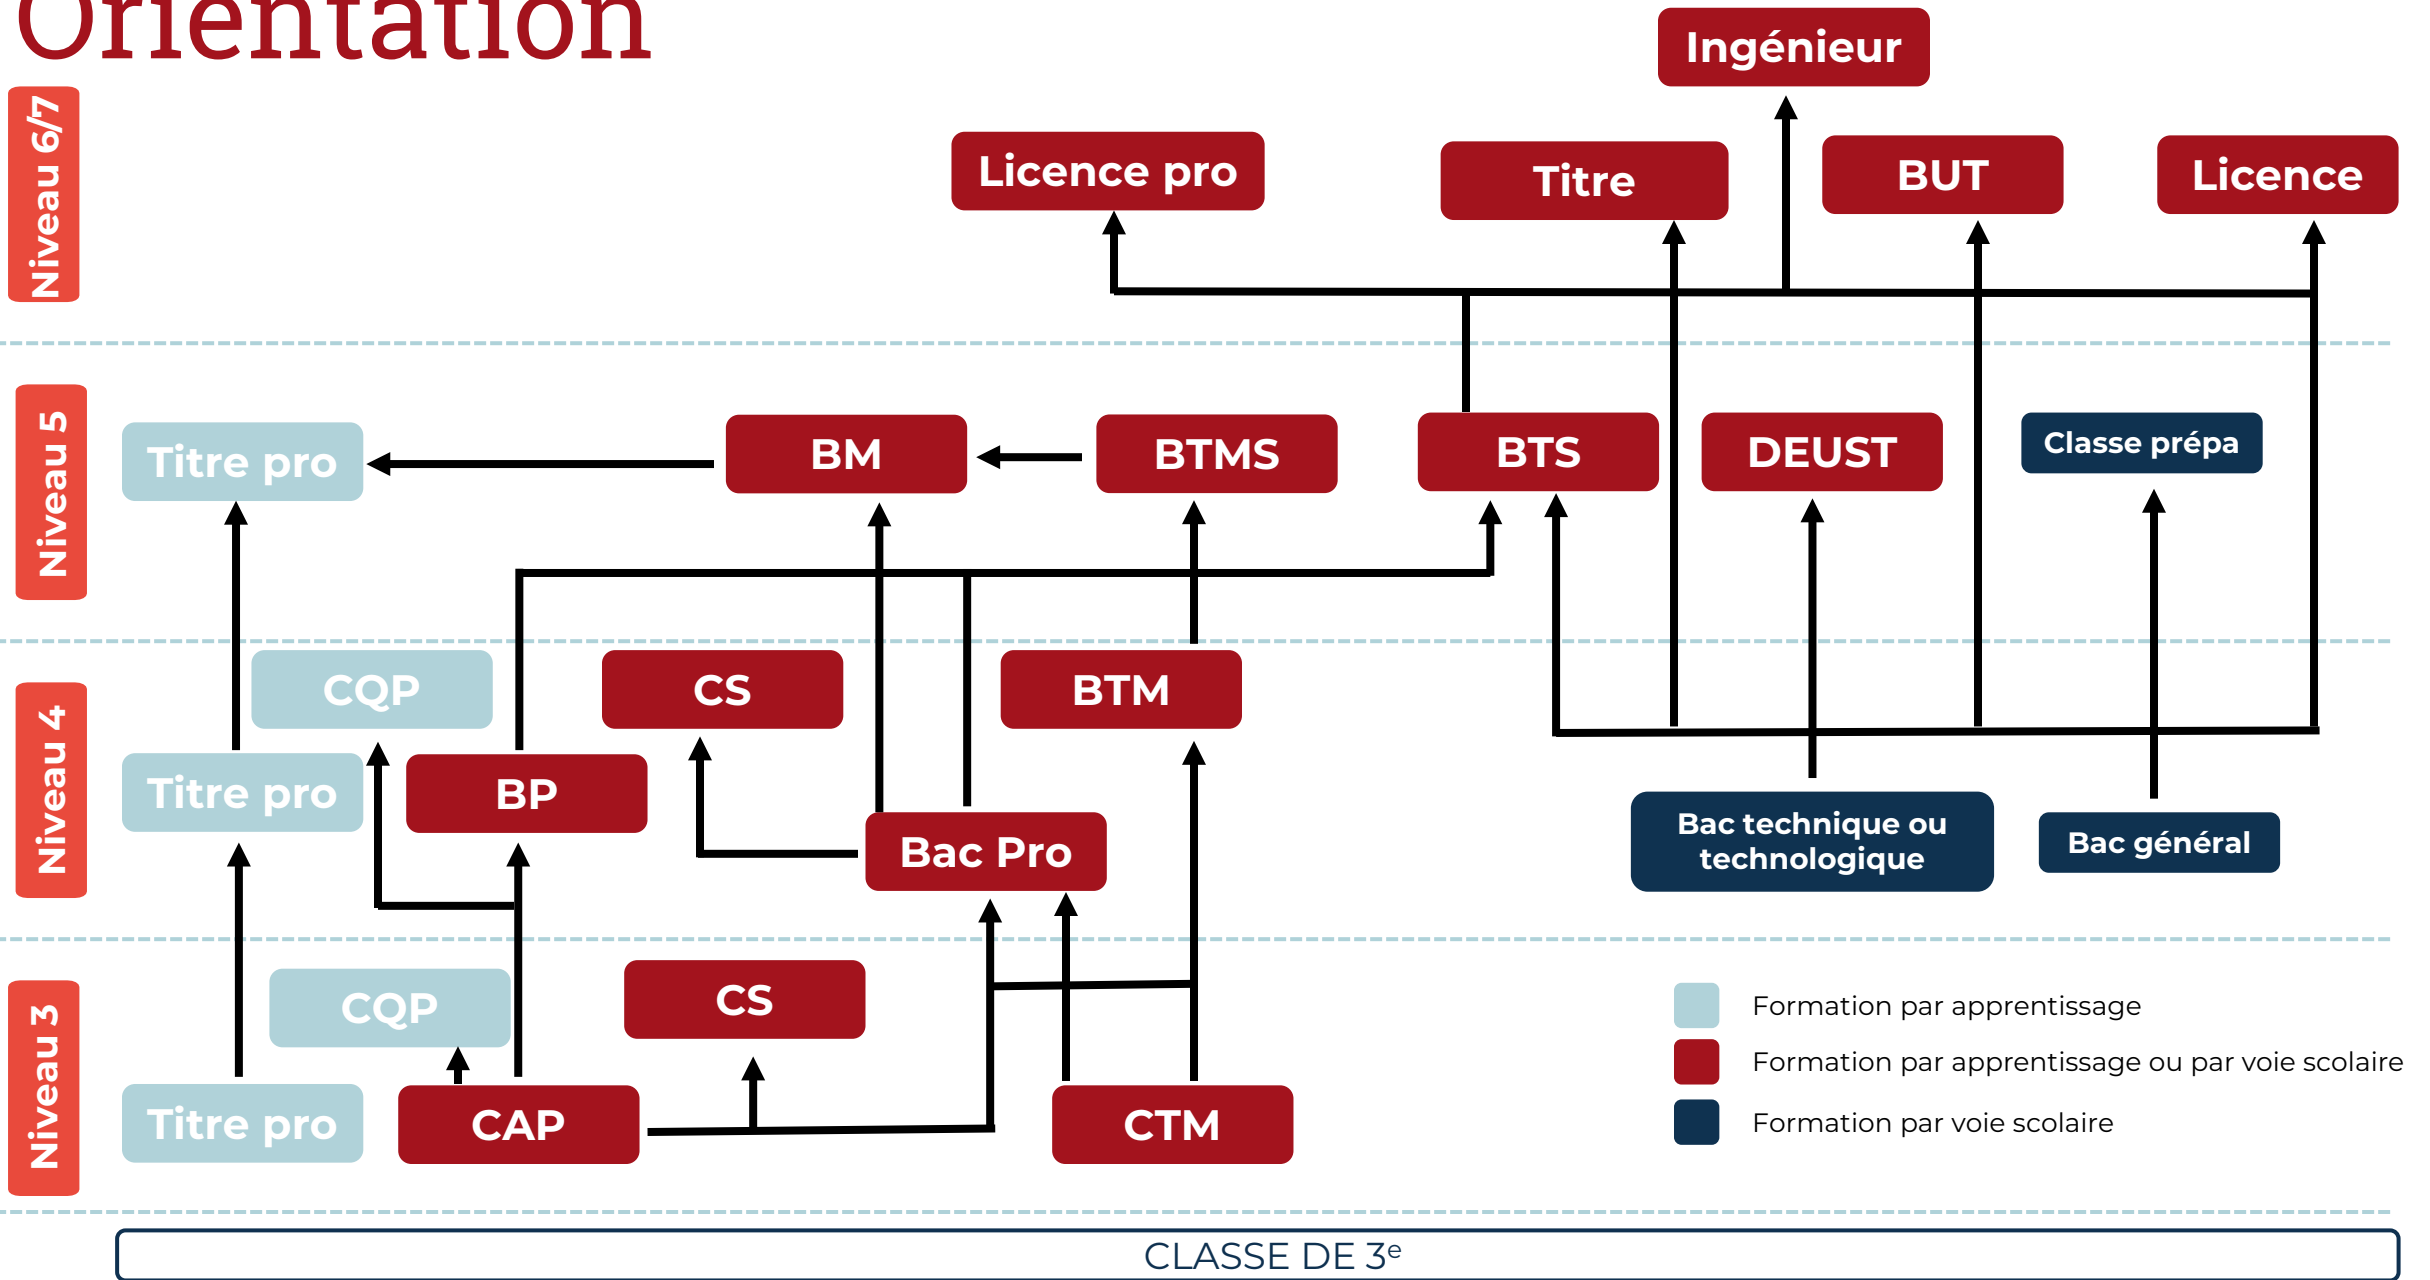 Orientation
Niveau 6/7
Ingénieur
Licence pro
Titre
BUT
Licence
Niveau 5
Titre pro
BM
BTMS
BTS
DEUST
Classe prépa
Niveau 4
CQP
CS
BTM
Titre pro
BP
Bac Pro
Bac technique ou
technologique
Bac général
Niveau 3
CQP
CS
Titre pro
CAP
CTM
Formation par apprentissage
Formation par apprentissage ou par voie scolaire
Formation par voie scolaire
CLASSE DE 3ᵉ